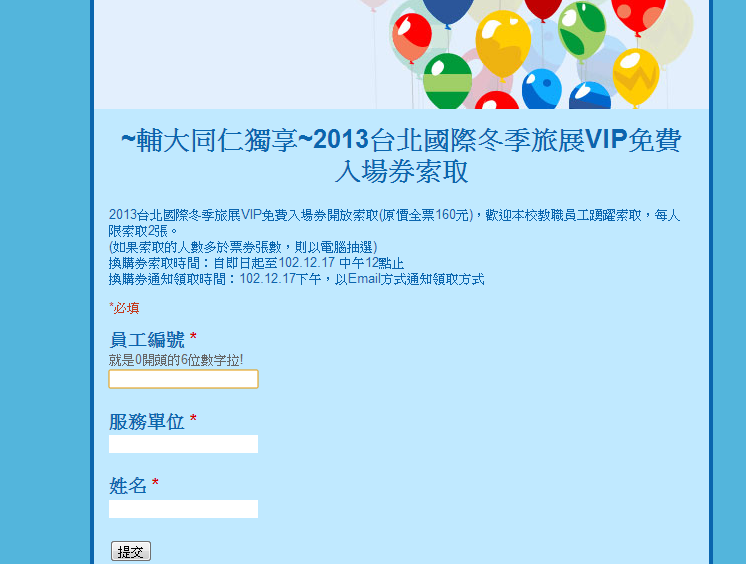 ~輔大同仁獨享~2013台北國際冬季旅展VIP免費
入場券索取
2013台北國際冬季旅展VIP免費入場券開放索取(原價全票160元)，歡迎本校教職員工踴躍索取，每人
限索取2張。
(如果索取的人數多於票券張數，則以電腦抽選)
換購券索取時間：自即日起至102.12.17 中午12點止
換購券通知領取時間：102.12.17下午，以Email方式通知領取方式
*必填
員工編號 *
就是0開頭的6位數字拉!
服務單位 *
姓名 *
提交